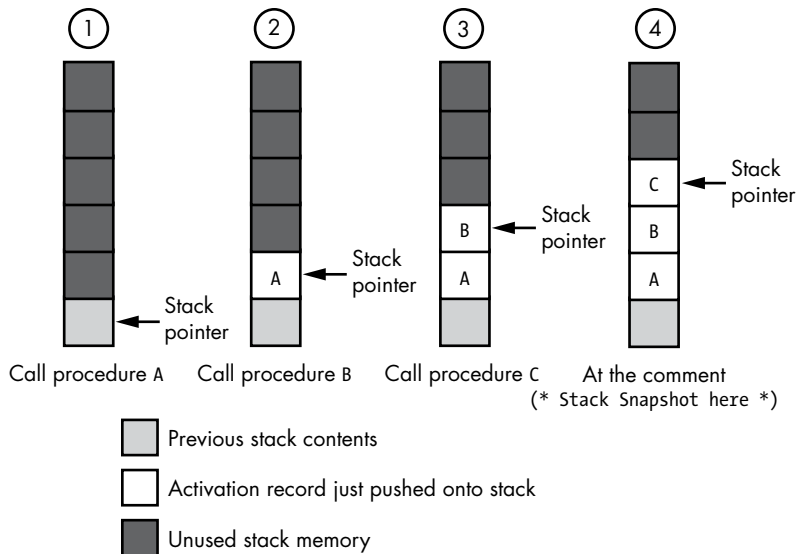 1
2
3
4
Stack
pointer
A
Stack
pointer
B
A
Stack
pointer
C
B
A
Stack
pointer
Call procedure A
Call procedure B
Call procedure C
At the comment
(* Stack Snapshot here *)
Previous stack contents
Activation record just pushed onto stack
Unused stack memory